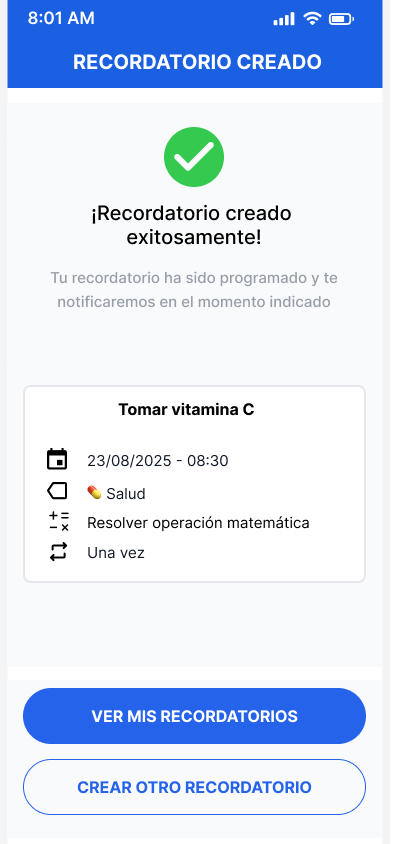 8:01 AM
RECORDATORIO CREADO
¡Recordatorio creado
exitosamente!
Tu recordatorio ha sido programado y te
notificaremos en el momento indicado
Tomar vitamina C
23/08/2025 - 08:30
Salud
Resolver operación matemática
Una vez
VER MIS RECORDATORIOS
CREAR OTRO RECORDATORIO